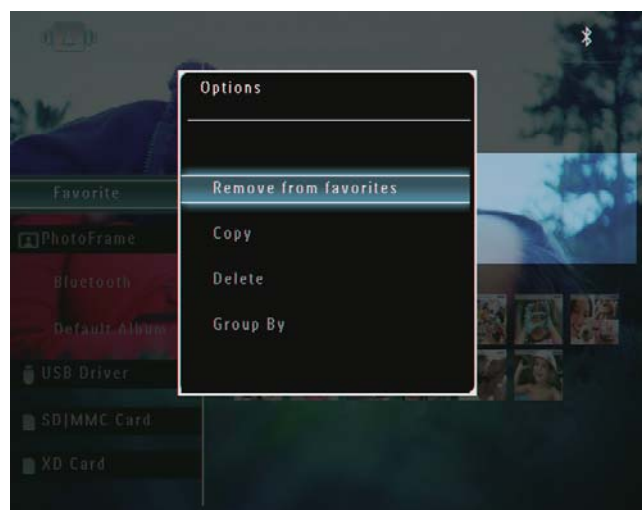 Options
Remove from favorites
Copy
Delete
Group By
Favorite
PhotoFrame
Bluetooth
Default Album
USB Driver
SD|MMC Card
XD Card